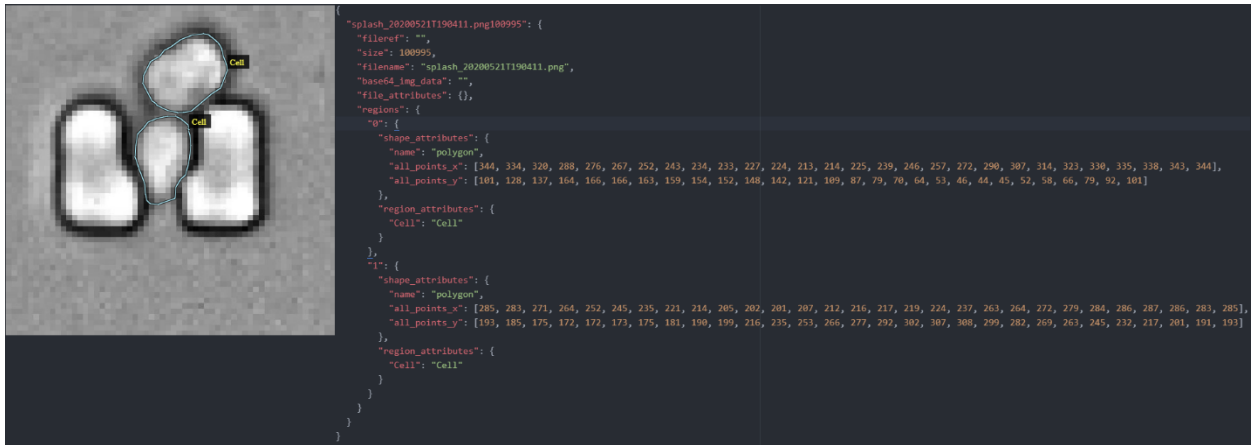 Cell
Cell
{
"splash_20200521T190411.png100995": {
"fileref": "",
"size": 100995,
"filename": "splash_20200521T190411.png",
"base64_img_data": "",
"file_attributes": {},
"regions": {
"0": {
"shape_attributes": {
"name": "polygon",
"all_points_x": [344, 334, 320, 288, 276, 267, 252, 243, 234, 233, 227, 224, 213, 214, 225, 239, 246, 257, 272, 290, 307, 314, 323, 330, 335, 338, 343, 344],
"all_points_y": [101, 128, 137, 164, 166, 166, 163, 159, 154, 152, 148, 142, 121, 109, 87, 79, 70, 64, 53, 46, 44, 45, 52, 58, 66, 79, 92, 101]
},
"region_attributes": {
"Cell": "Cell"
}
},
"1": {
"shape_attributes": {
"name": "polygon",
"all_points_x": [285, 283, 271, 264, 252, 245, 235, 221, 214, 205, 202, 201, 207, 212, 216, 217, 219, 224, 237, 263, 264, 272, 279, 284, 286, 287, 286, 283, 285],
"all_points_y": [193, 185, 175, 172, 172, 173, 175, 181, 190, 199, 216, 235, 253, 266, 277, 292, 302, 307, 308, 299, 282, 269, 263, 245, 232, 217, 201, 191, 193]
},
"region_attributes": {
"Cell": "Cell"
}
}
}
}
}